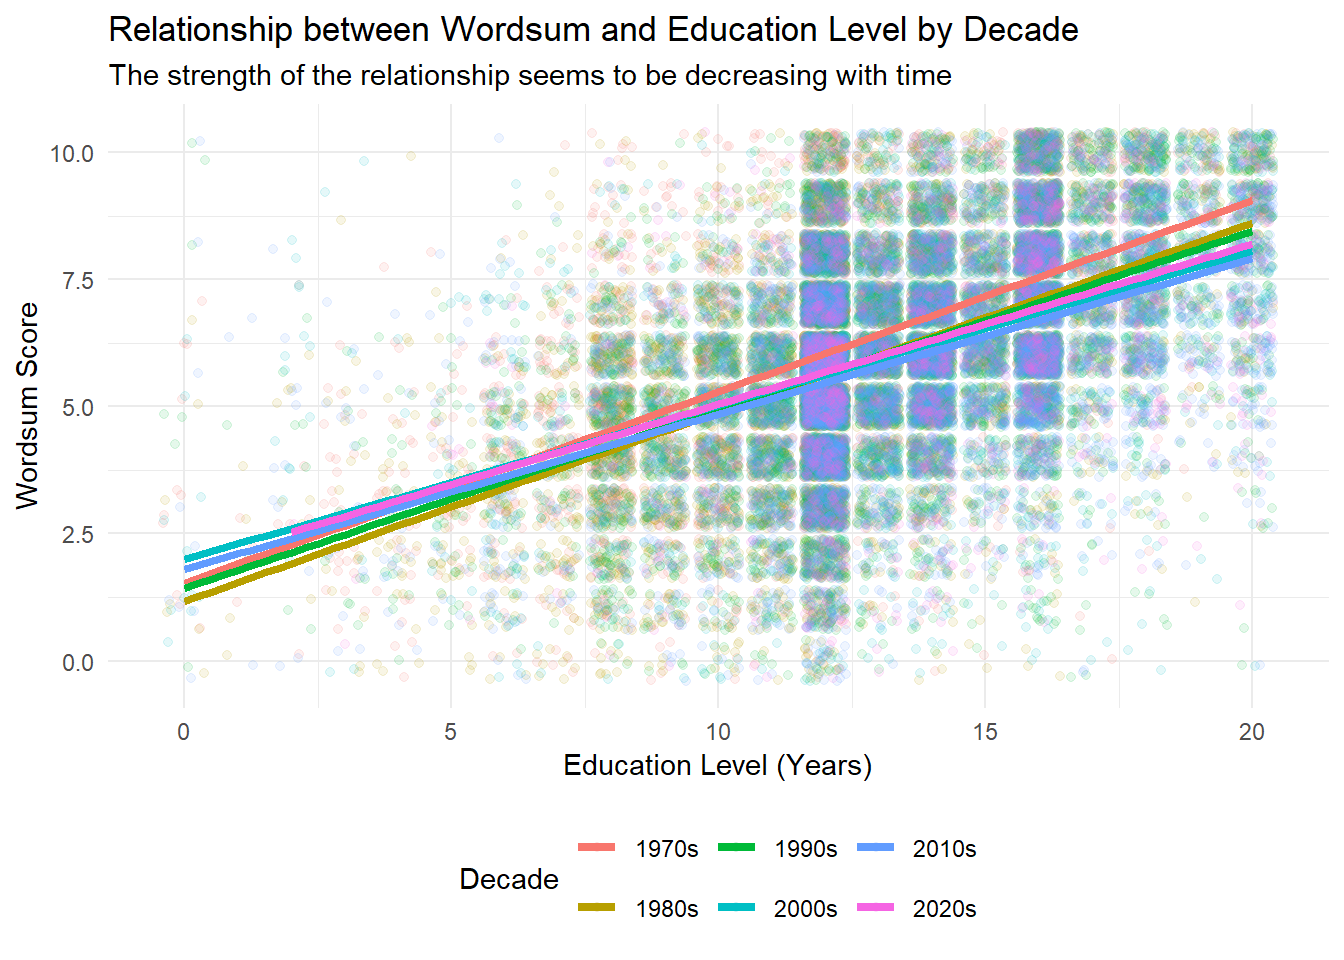 Relationship between Wordsum and Education Level by Decade
The strength of the relationship seems to be decreasing with time
Wordsum Score
10.0
7.5
5.0
2.5
0.0
0 5 10 15 20
Education Level (Years)
Decade
1970s 1990s 2010s
1980s 2000s 2020s